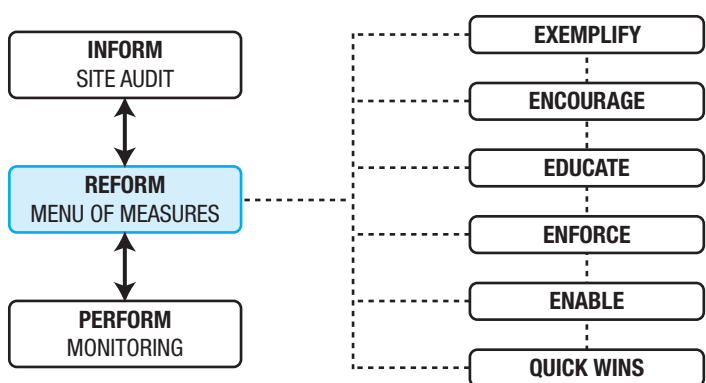 INFORM
SITE AUDIT
REFORM
MENU OF MEASURES
PERFORM
MONITORING
EXEMPLIFY
ENCOURAGE
EDUCATE
ENFORCE
ENABLE
QUICK WINS